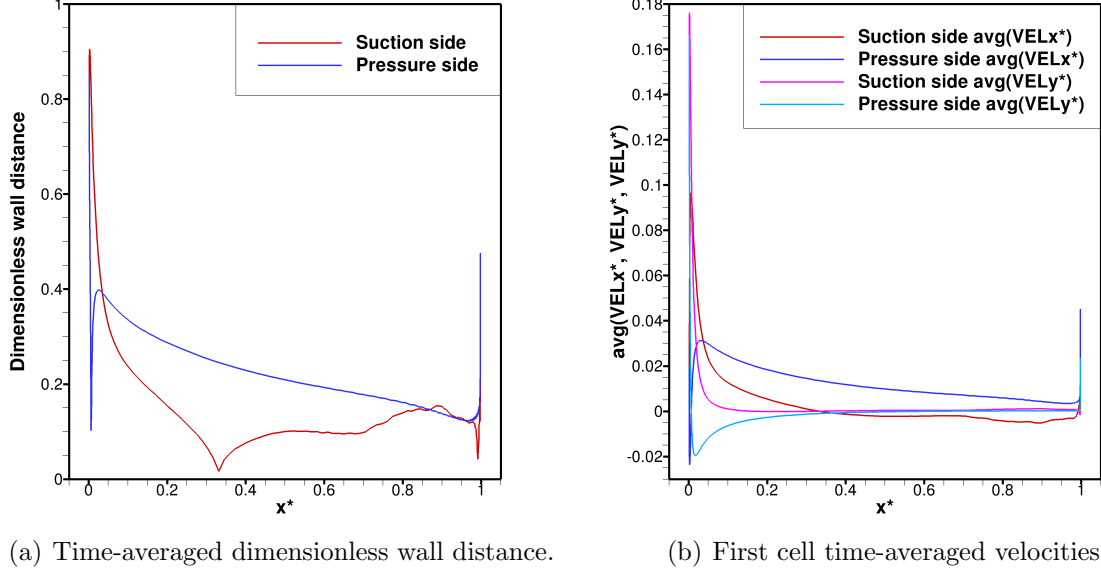 Suction side
Pressure side
Dimensionless wall distance
1
0.8
0.6
0.4
0.2
0
0 0.2 0.4 0.6 0.8 1
x*
(a) Time-averaged dimensionless wall distance.
Suction side avg(VELx*)
Pressure side avg(VELx*)
Suction side avg(VELy*)
Pressure side avg(VELy*)
avg(VELx*, VELy*, VELy*)
0.18
0.16
0.14
0.12
0.1
0.08
0.06
0.04
0.02
0
-0.02
0 0.2 0.4 0.6 0.8 1
x*
(b) First cell time-averaged velocities